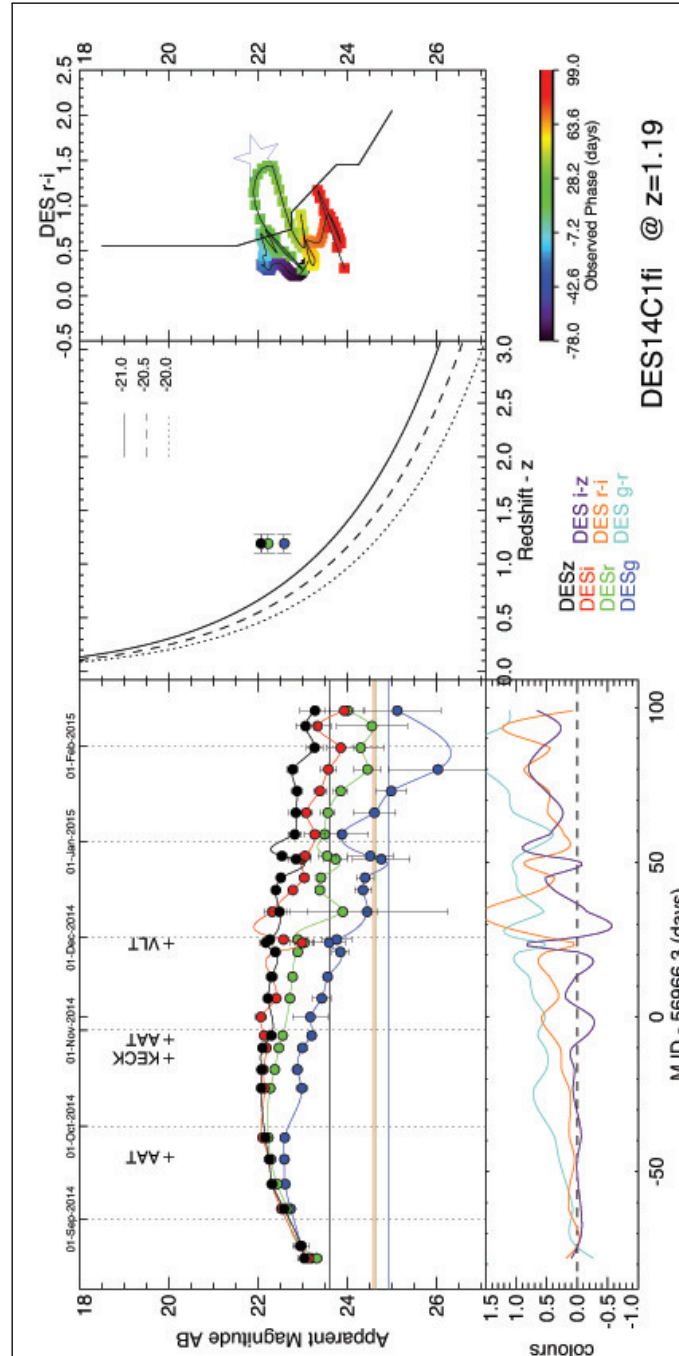 01-Sep-2014
01-Oct-2014
01-Nov-2014
01-Dec-2014
01-Jan-2015
01-Feb-2015
+AAT
+KECK
+AAT
+VLT
18
20
22
24
26
Apparent Magnitude AB
1.5
1.0
0.5
0.0
-0.5
-1.0
colours
-50
0
50
100
MJD - 56966.3 (days)
-21.0
-20.5
-20.0
0
0.5
1.0
1.5
2.0
2.5
3.0
Redshift - z
DES r-i
-0.5
0.0
0.5
1.0
1.5
2.0
2.5
18
20
22
24
26
DESz
DESi
DESr
DESg
DES i-z
DES r-i
DES g-r
-78.0
-42.6
-7.2
28.2
63.6
99.0
Observed Phase (days)
DES14C1fi @ z=1.19